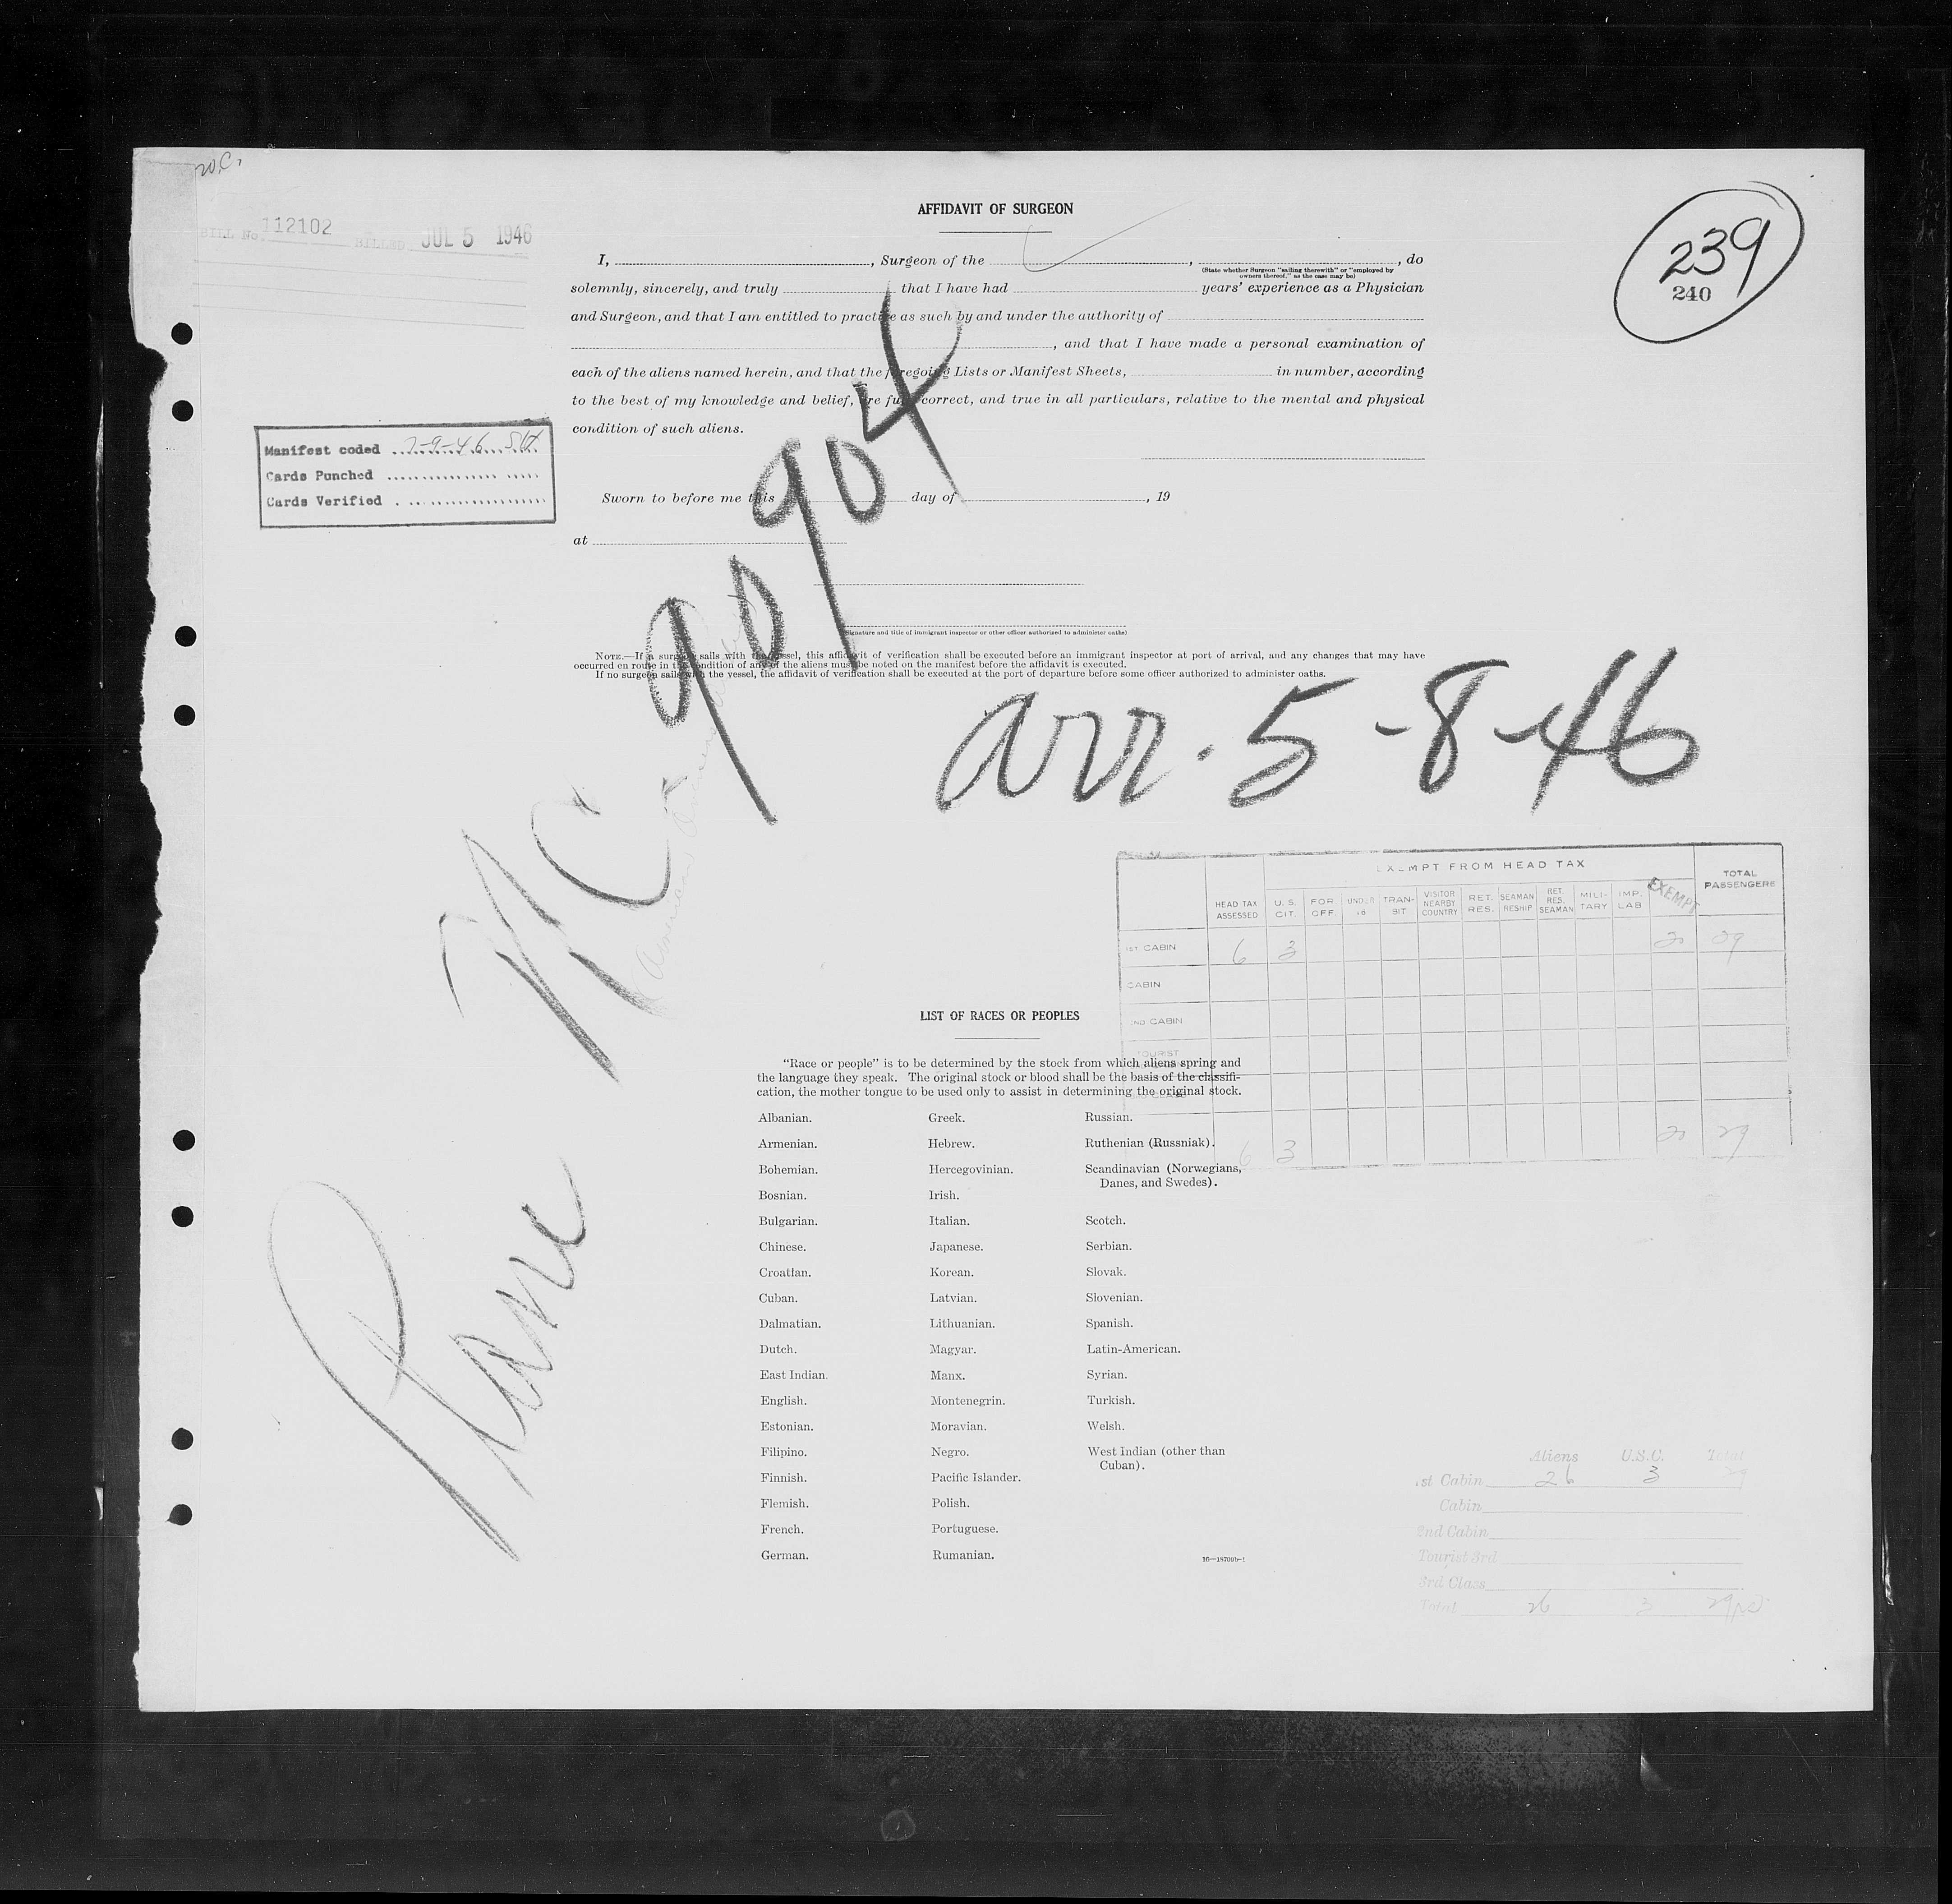 W.C.
BILL No. 112102 BILLED JUL 5 1946
239
240
AFFIDAVIT OF SURGEON
I, , Surgeon of the , , do
(State whether Surgeon "sailing therewith" or "employed by
owners thereof," as the case may be)
solemnly, sincerely, and truly that I have had years' experience as a Physician
and Surgeon, and that I am entitled to practice as such by and under the authority of
, and that I have made a personal examination of
each of the aliens named herein, and that the foregoing Lists or Manifest Sheets, in number, according
to the best of my knowledge and belief, are full, correct, and true in all particulars, relative to the mental and physical
condition of such aliens.
Manifest coded
Cards Punched
Cards Verified
Sworn to before me this day of , 19
at
(Signature and title of immigrant inspector or other officer authorized to administer oaths)
NOTE.—If a surgeon sails with the vessel, this affidavit of verification shall be executed before an immigrant inspector at port of arrival, and any changes that may have
occurred en route in the condition of any of the aliens must be noted on the manifest before the affidavit is executed.
If no surgeon sails with the vessel, the affidavit of verification shall be executed at the port of departure before some officer authorized to administer oaths.
Plane NC 90904
arr. 5-8-46
EXEMPT FROM HEAD TAX
HEAD TAX ASSESSED U. S. CIT. FOR OFF. UNDER 16 TRANSIT VISITOR NEARBY COUNTRY RET. RES. SEAMAN RESHIP RET. RES. SEAMAN MILITARY IMP. LAB EXEMPT TOTAL PASSENGERS
1ST CABIN 6 3 20 29
CABIN
2ND CABIN
TOURIST
6 3 20 29
LIST OF RACES OR PEOPLES
"Race or people" is to be determined by the stock from which aliens spring and
the language they speak. The original stock or blood shall be the basis of the classifi-
cation, the mother tongue to be used only to assist in determining the original stock.
Albanian. Greek. Russian.
Armenian. Hebrew. Ruthenian (Russniak).
Bohemian. Hercegovinian. Scandinavian (Norwegians,
Danes, and Swedes).
Bosnian. Irish.
Bulgarian. Italian. Scotch.
Chinese. Japanese. Serbian.
Croatian. Korean. Slovak.
Cuban. Latvian. Slovenian.
Dalmatian. Lithuanian. Spanish.
Dutch. Magyar. Latin-American.
East Indian. Manx. Syrian.
English. Montenegrin. Turkish.
Estonian. Moravian. Welsh.
Filipino. Negro. West Indian (other than
Cuban).
Finnish. Pacific Islander.
Flemish. Polish.
French. Portuguese.
German. Rumanian.
16—18709b-1
Aliens U.S.C. Total
1st Cabin 26 3 29
Cabin
2nd Cabin
Tourist 3rd
3rd Class
Total 26 3 29